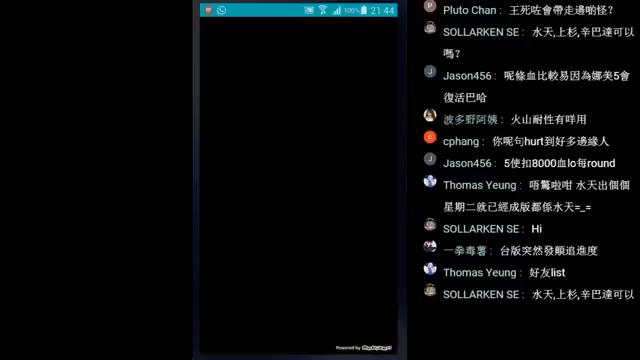 100% 21:44
Pluto Chan： 王死咗會帶走邊啲怪?
SOLLARKEN SE： 水天,上杉,辛巴達可以
嗎?
Jason456： 呢條血比較易因為娜美5會
復活巴哈
波多野阿姨： 火山耐性有咩用
cphang： 你呢句hurt到好多邊緣人
Jason456： 5使扣8000血lo每round
Thomas Yeung： 唔驚啦咁 水天出個個
星期二就已經成版都係水天=_=
SOLLARKEN SE： Hi
一拳毒薯： 台版突然發顛追進度
Thomas Yeung： 好友list
SOLLARKEN SE： 水天,上杉,辛巴達可以
Powered by